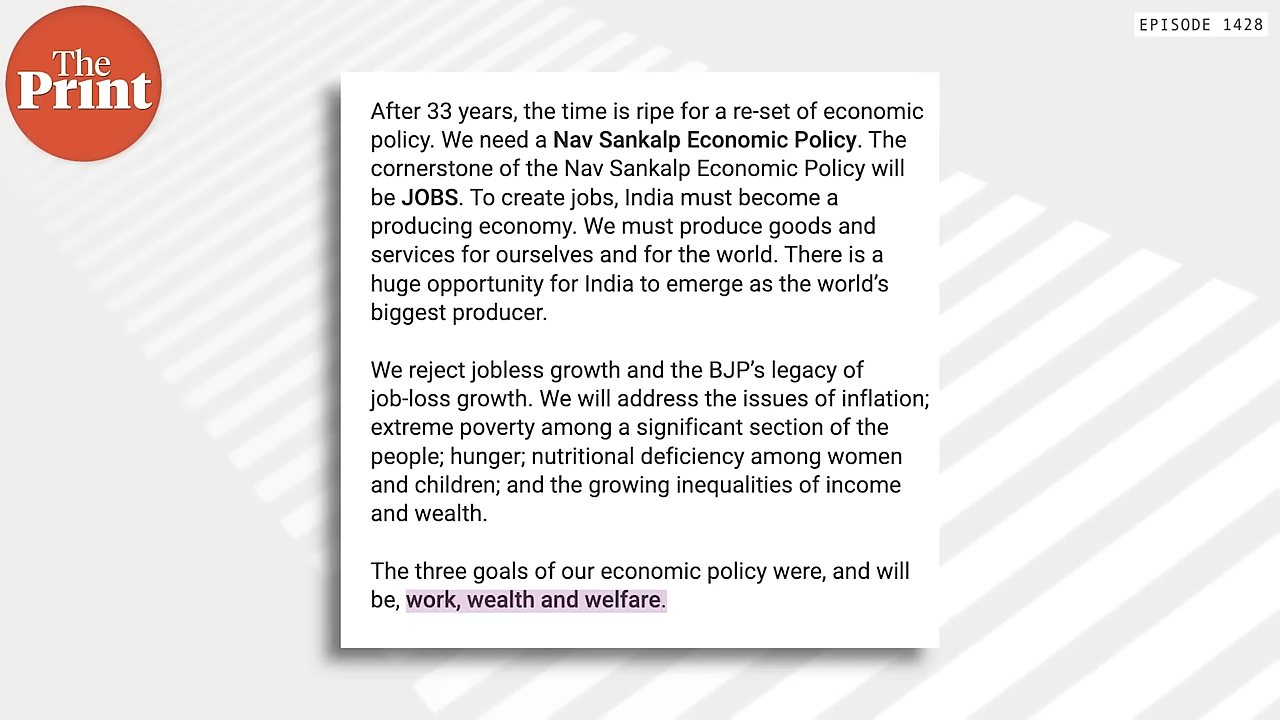 The
Print
EPISODE 1428
After 33 years, the time is ripe for a re-set of economic
policy. We need a Nav Sankalp Economic Policy. The
cornerstone of the Nav Sankalp Economic Policy will
be JOBS. To create jobs, India must become a
producing economy. We must produce goods and
services for ourselves and for the world. There is a
huge opportunity for India to emerge as the world’s
biggest producer.
We reject jobless growth and the BJP’s legacy of
job-loss growth. We will address the issues of inflation;
extreme poverty among a significant section of the
people; hunger; nutritional deficiency among women
and children; and the growing inequalities of income
and wealth.
The three goals of our economic policy were, and will
be, work, wealth and welfare.